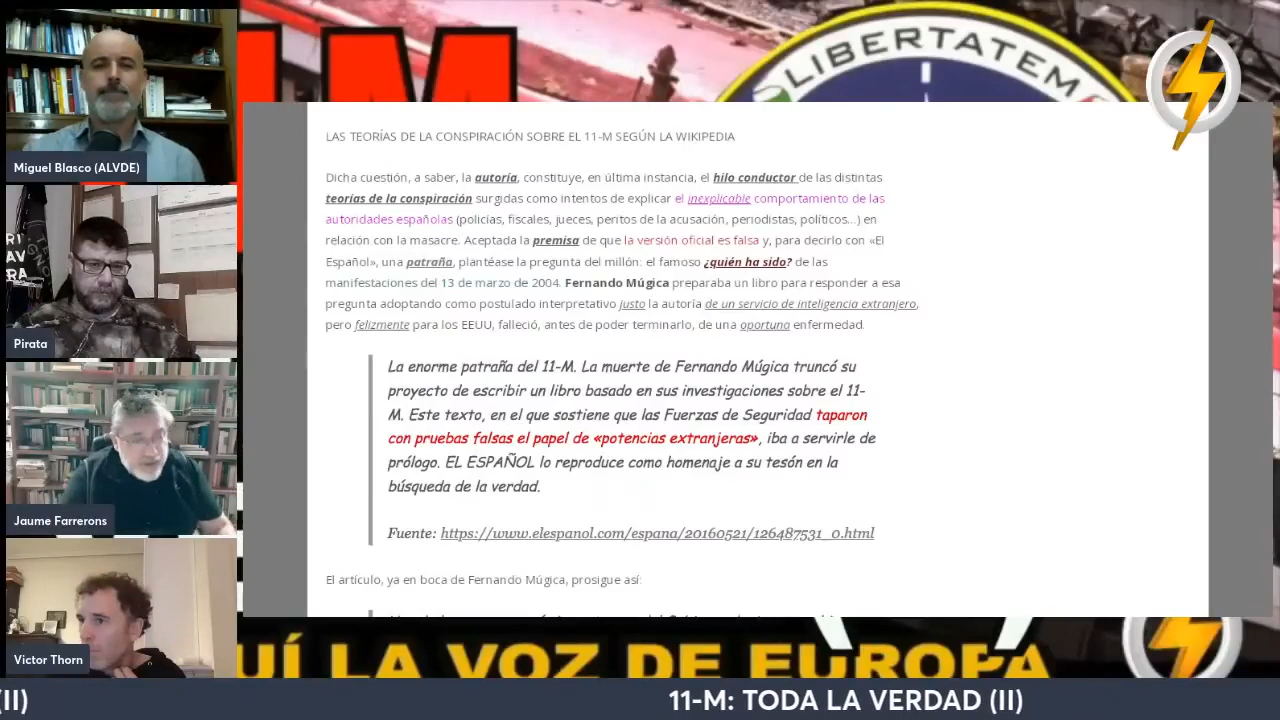 LIBERTATEM
LAS TEORÍAS DE LA CONSPIRACIÓN SOBRE EL 11-M SEGÚN LA WIKIPEDIA
Dicha cuestión, a saber, la autoría, constituye, en última instancia, el hilo conductor de las distintas
teorías de la conspiración surgidas como intentos de explicar el inexplicable comportamiento de las
autoridades españolas (policías, fiscales, jueces, peritos de la acusación, periodistas, políticos...) en
relación con la masacre. Aceptada la premisa de que la versión oficial es falsa y, para decirlo con «El
Español», una patraña, plantéase la pregunta del millón: el famoso ¿quién ha sido? de las
manifestaciones del 13 de marzo de 2004. Fernando Múgica preparaba un libro para responder a esa
pregunta adoptando como postulado interpretativo justo la autoría de un servicio de inteligencia extranjero,
pero felizmente para los EEUU, falleció, antes de poder terminarlo, de una oportuna enfermedad.
La enorme patraña del 11-M. La muerte de Fernando Múgica truncó su
proyecto de escribir un libro basado en sus investigaciones sobre el 11-
M. Este texto, en el que sostiene que las Fuerzas de Seguridad taparon
con pruebas falsas el papel de «potencias extranjeras», iba a servirle de
prólogo. EL ESPAÑOL lo reproduce como homenaje a su tesón en la
búsqueda de la verdad.
Fuente: https://www.elespanol.com/espana/20160521/126487531_0.html
El artículo, ya en boca de Fernando Múgica, prosigue así:
Miguel Blasco (ALVDE)
Pirata
Jaume Farrerons
Victor Thorn
UÍ LA VOZ DE EUROPA
(II)
11-M: TODA LA VERDAD (II)